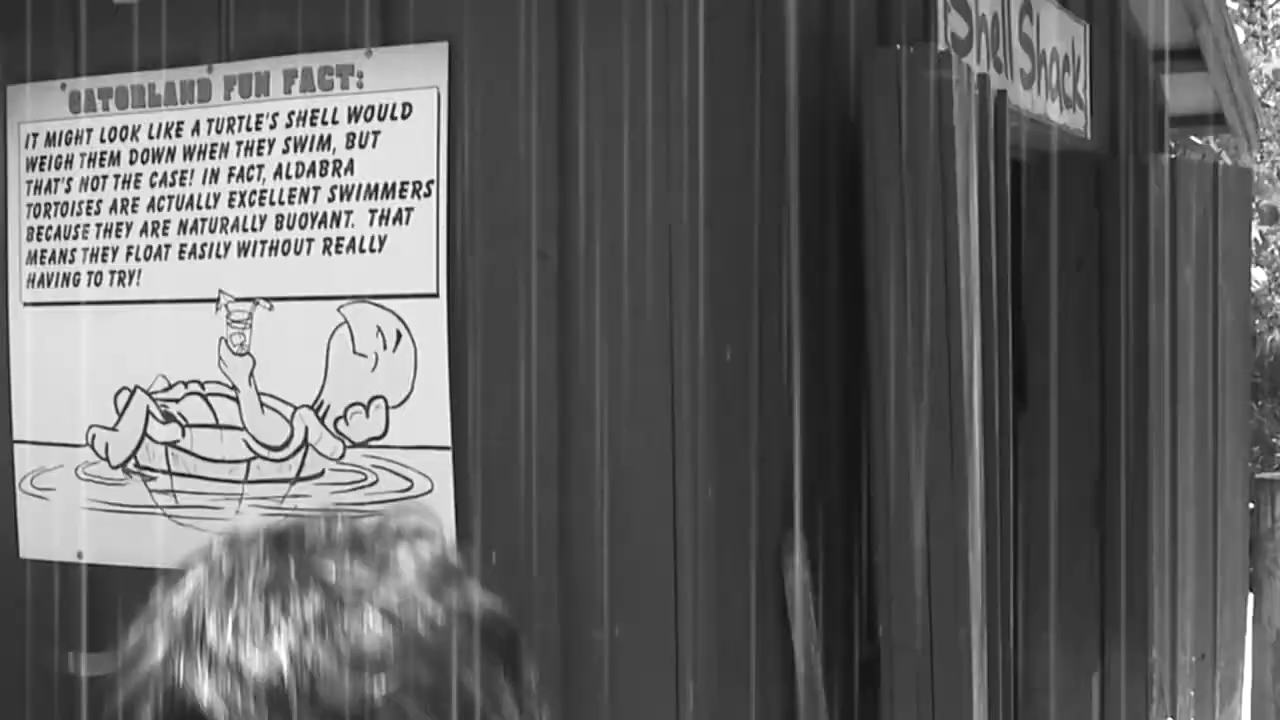 GATORLAND FUN FACT:
IT MIGHT LOOK LIKE A TURTLE'S SHELL WOULD
WEIGH THEM DOWN WHEN THEY SWIM, BUT
THAT'S NOT THE CASE! IN FACT, ALDABRA
TORTOISES ARE ACTUALLY EXCELLENT SWIMMERS
BECAUSE THEY ARE NATURALLY BUOYANT. THAT
MEANS THEY FLOAT EASILY WITHOUT REALLY
HAVING TO TRY!
Shell Shack